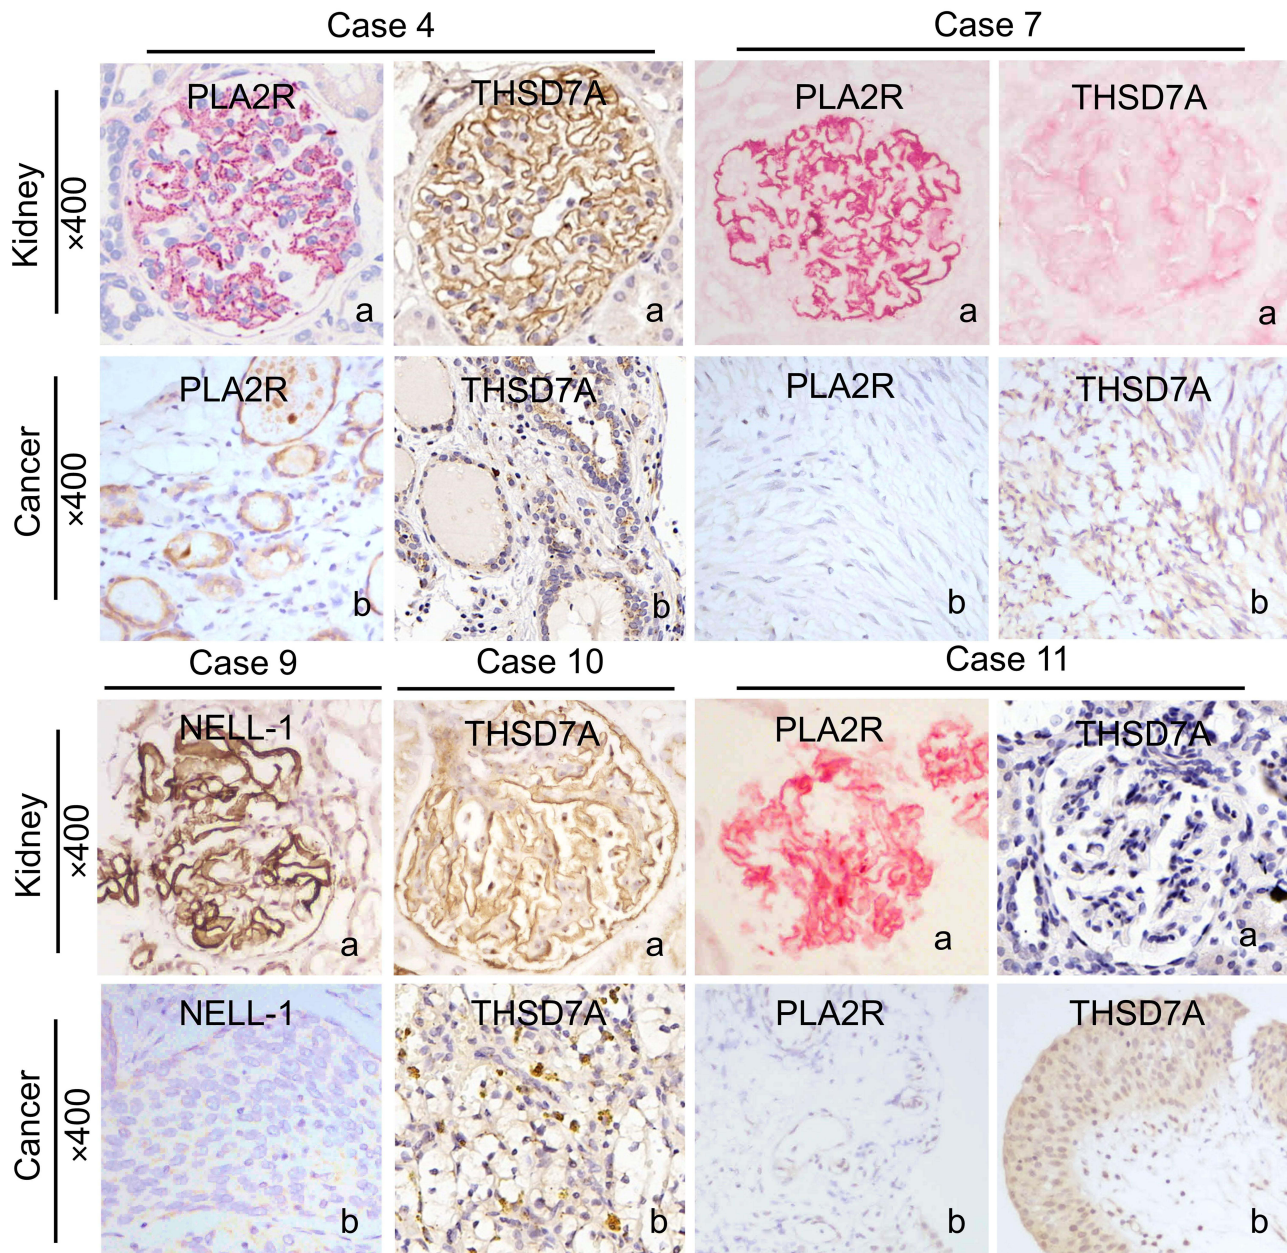 Case 4
Case 7
Kidney
×400
PLA2R
a
THSD7A
a
PLA2R
a
THSD7A
a
Cancer
×400
PLA2R
b
THSD7A
b
PLA2R
b
THSD7A
b
Case 9
Case 10
Case 11
Kidney
×400
NELL-1
a
THSD7A
a
PLA2R
a
THSD7A
a
Cancer
×400
NELL-1
b
THSD7A
b
PLA2R
b
THSD7A
b